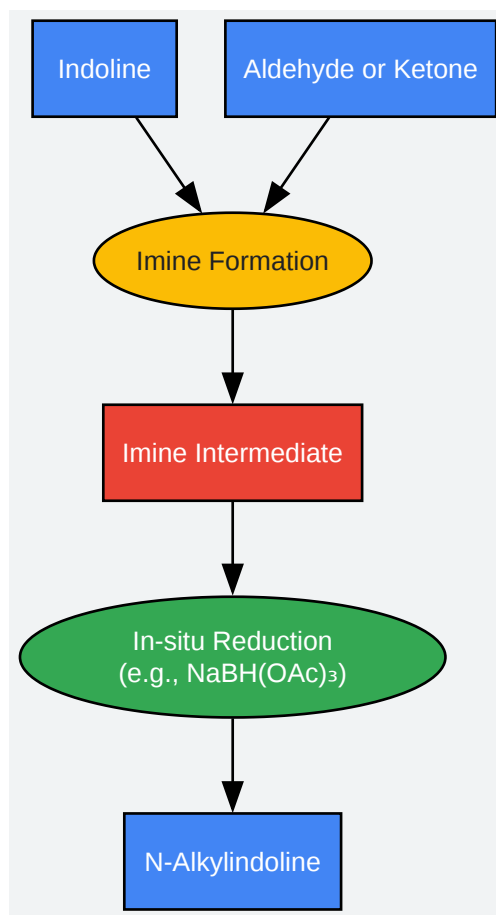 Indoline
Aldehyde or Ketone
Imine Formation
Imine Intermediate
In-situ Reduction
(e.g., NaBH(OAc)₃)
N-Alkylindoline